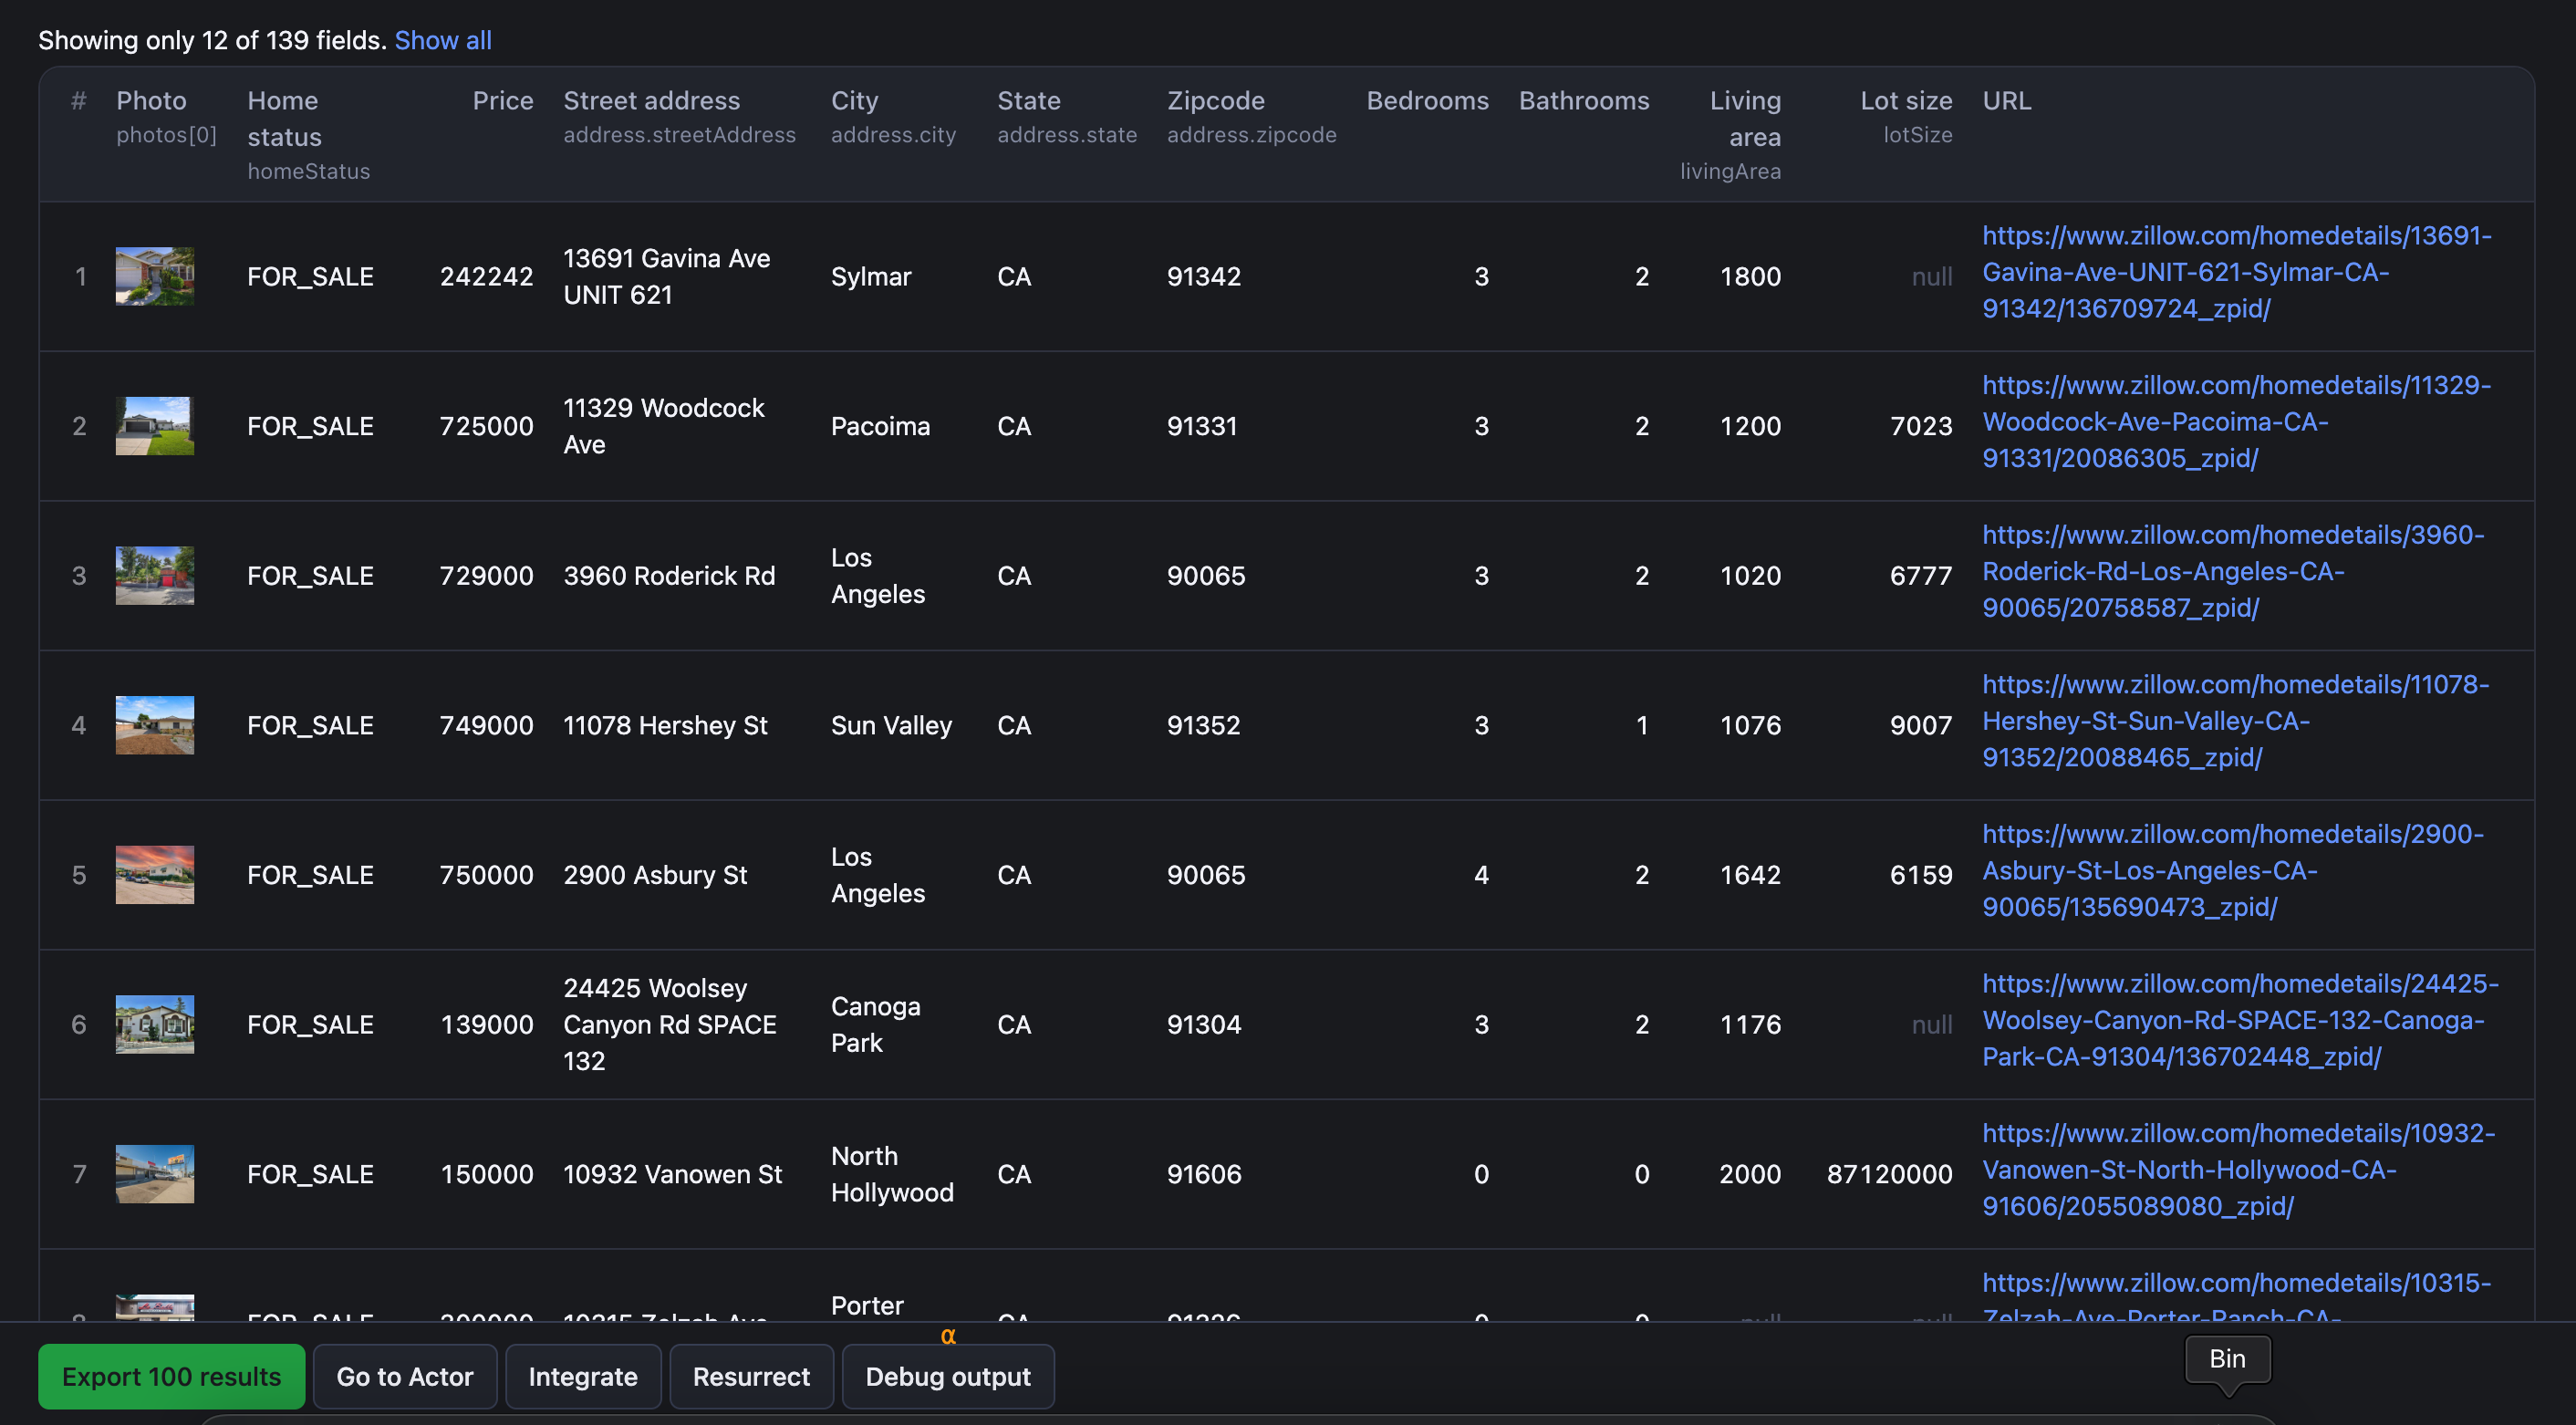 Showing only 12 of 139 fields. Show all
# Photo Home Price Street address City State Zipcode Bedrooms Bathrooms Living Lot size URL
photos[0] status address.streetAddress address.city address.state address.zipcode area lotSize
homeStatus livingArea
https://www.zillow.com/homedetails/13691-
13691 Gavina Ave
1 FOR_SALE 242242 Sylmar CA 91342 3 2 1800 null Gavina-Ave-UNIT-621-Sylmar-CA-
UNIT 621
91342/136709724_zpid/
https://www.zillow.com/homedetails/11329-
11329 Woodcock
2 FOR_SALE 725000 Pacoima CA 91331 3 2 1200 7023 Woodcock-Ave-Pacoima-CA-
Ave
91331/20086305_zpid/
https://www.zillow.com/homedetails/3960-
Los
3 FOR_SALE 729000 3960 Roderick Rd CA 90065 3 2 1020 6777 Roderick-Rd-Los-Angeles-CA-
Angeles
90065/20758587_zpid/
https://www.zillow.com/homedetails/11078-
4 FOR_SALE 749000 11078 Hershey St Sun Valley CA 91352 3 1 1076 9007 Hershey-St-Sun-Valley-CA-
91352/20088465_zpid/
https://www.zillow.com/homedetails/2900-
Los
5 FOR_SALE 750000 2900 Asbury St CA 90065 4 2 1642 6159 Asbury-St-Los-Angeles-CA-
Angeles
90065/135690473_zpid/
https://www.zillow.com/homedetails/24425-
24425 Woolsey
Canoga
6 FOR_SALE 139000 Canyon Rd SPACE CA 91304 3 2 1176 null Woolsey-Canyon-Rd-SPACE-132-Canoga-
Park
132
Park-CA-91304/136702448_zpid/
https://www.zillow.com/homedetails/10932-
North
7 FOR_SALE 150000 10932 Vanowen St CA 91606 0 0 2000 87120000 Vanowen-St-North-Hollywood-CA-
Hollywood
91606/2055089080_zpid/
https://www.zillow.com/homedetails/10315-
Porter
FOR_SALE 10315 Zelzah Ave CA null null Zelzah-Ave-Porter-Ranch-CA-
α
Export 100 results Go to Actor Integrate Resurrect Debug output
Bin